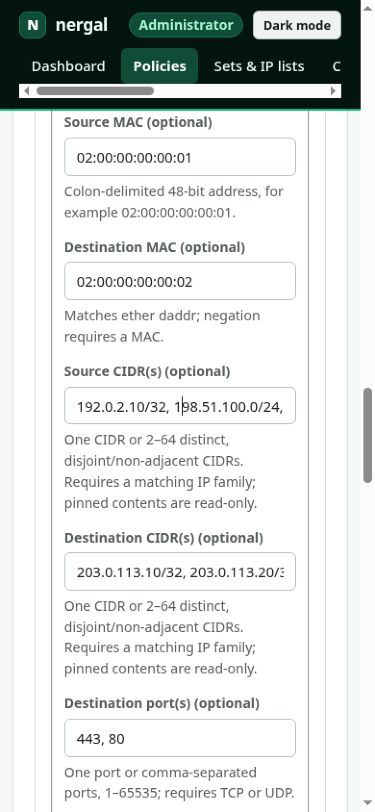 N nergal Administrator Dark mode
Dashboard Policies Sets & IP lists C
Source MAC (optional)
02:00:00:00:00:01
Colon-delimited 48-bit address, for
example 02:00:00:00:00:01.
Destination MAC (optional)
02:00:00:00:00:02
Matches ether daddr; negation
requires a MAC.
Source CIDR(s) (optional)
192.0.2.10/32, 198.51.100.0/24,
One CIDR or 2–64 distinct,
disjoint/non-adjacent CIDRs.
Requires a matching IP family;
pinned contents are read-only.
Destination CIDR(s) (optional)
203.0.113.10/32, 203.0.113.20/3
One CIDR or 2–64 distinct,
disjoint/non-adjacent CIDRs.
Requires a matching IP family;
pinned contents are read-only.
Destination port(s) (optional)
443, 80
One port or comma-separated
ports, 1–65535; requires TCP or UDP.